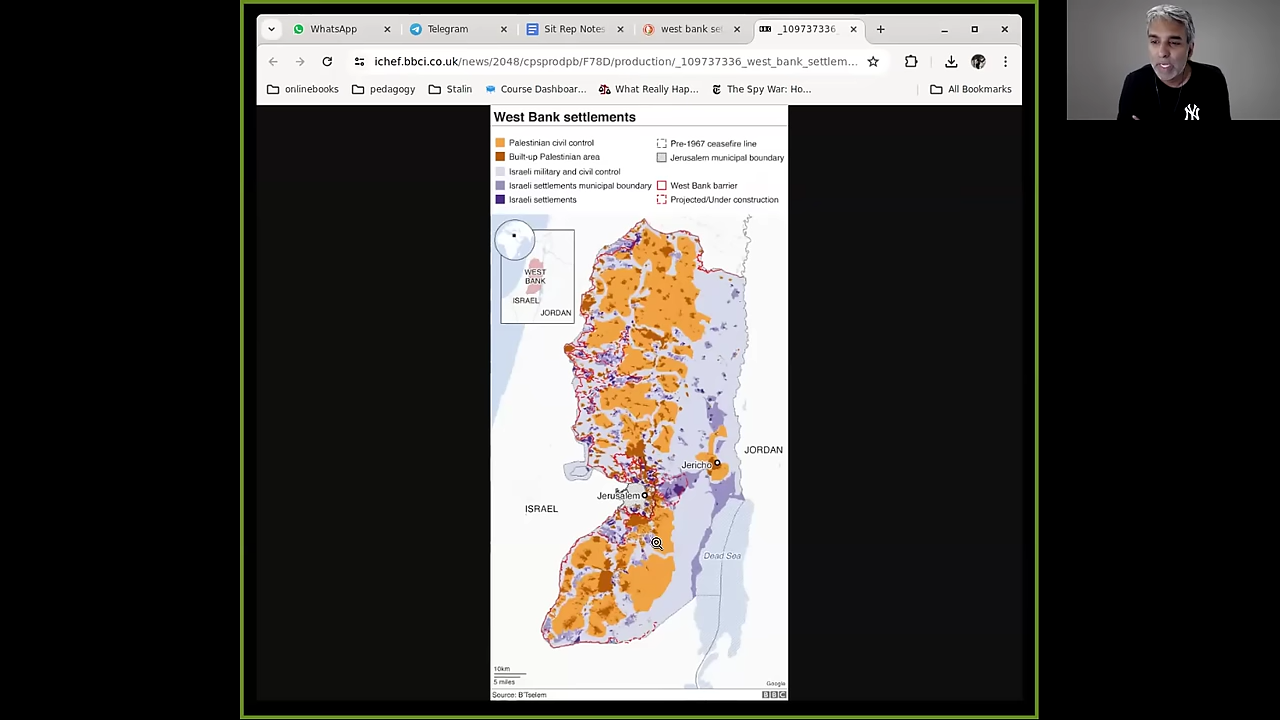 WhatsApp
Telegram
Sit Rep Notes
west bank set
_109737336_
ichef.bbci.co.uk/news/2048/cpsprodpb/F78D/production/_109737336_west_bank_settlem...
onlinebooks
pedagogy
Stalin
Course Dashboar...
What Really Hap...
The Spy War: Ho...
All Bookmarks
West Bank settlements
Palestinian civil control
Built-up Palestinian area
Israeli military and civil control
Israeli settlements municipal boundary
Israeli settlements
Pre-1967 ceasefire line
Jerusalem municipal boundary
West Bank barrier
Projected/Under construction
WEST
BANK
ISRAEL
JORDAN
JORDAN
Jericho
Jerusalem
ISRAEL
Dead Sea
10km
5 miles
Google
Source: B'Tselem
BBC
NY